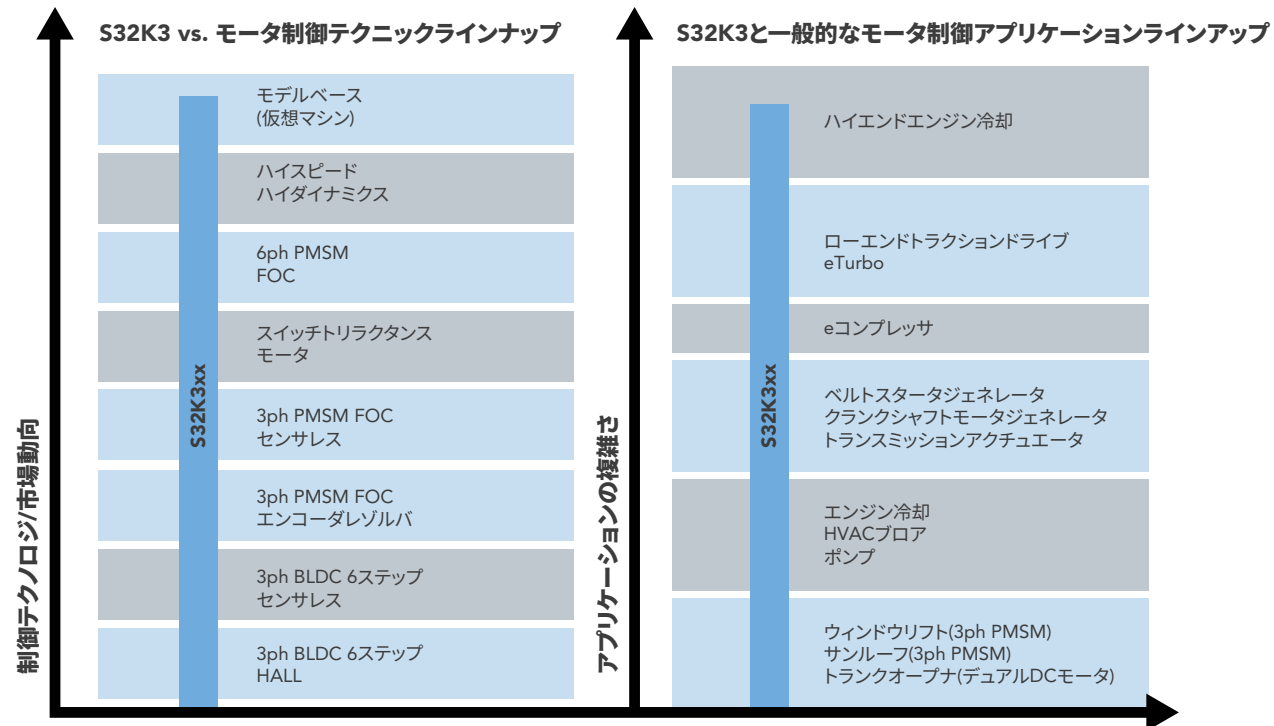 S32K3 vs. モータ制御テクニックラインナップ
モデルベース
(仮想マシン)
ハイスピード
ハイダイナミクス
6ph PMSM
FOC
スイッチトリラクタンス
モータ
3ph PMSM FOC
センサレス
3ph PMSM FOC
エンコーダレゾルバ
3ph BLDC 6ステップ
センサレス
3ph BLDC 6ステップ
HALL
S32K3xx
制御テクノロジ/市場動向
S32K3と一般的なモータ制御アプリケーションラインアップ
ハイエンドエンジン冷却
ローエンドトラクションドライブ
eTurbo
eコンプレッサ
ベルトスタータジェネレータ
クランクシャフトモータジェネレータ
トランスミッションアクチュエータ
エンジン冷却
HVACブロア
ポンプ
ウィンドウリフト(3ph PMSM)
サンルーフ(3ph PMSM)
トランクオープナ(デュアルDCモータ)
S32K3xx
アプリケーションの複雑さ